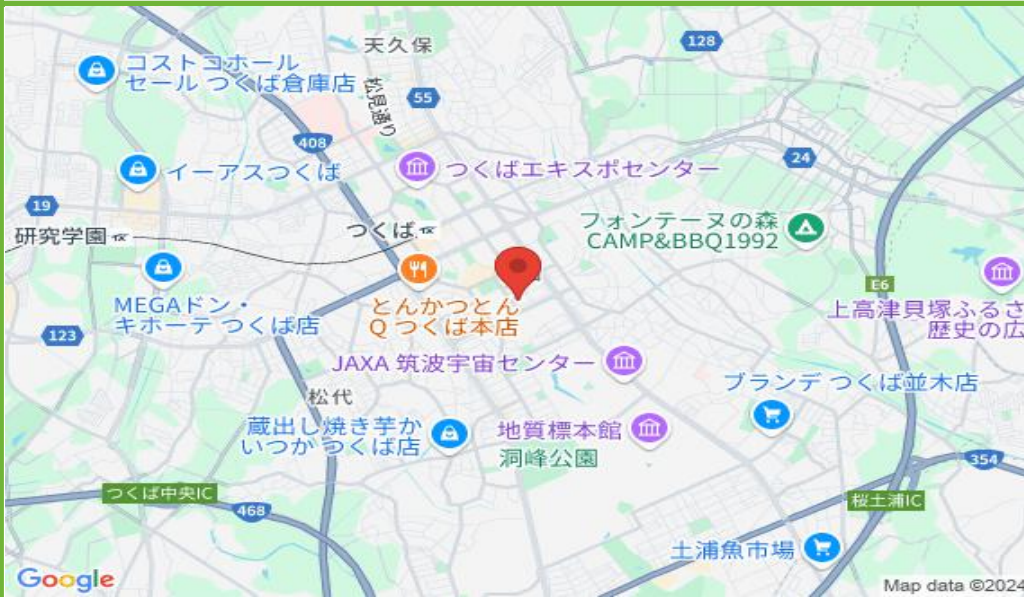 天久保
128
コストコホール
セール つくば倉庫店
松見通り
55
408
24
イーアスつくば
つくばエキスポセンター
19
研究学園
つくば
フォンテーヌの森
CAMP&BBQ1992
E6
MEGAドン・
キホーテ つくば店
とんかつとん
Q つくば本店
上高津貝塚ふるさ
歴史の広
123
JAXA 筑波宇宙センター
ブランデ つくば並木店
松代
蔵出し焼き芋か
いつか つくば店
地質標本館
洞峰公園
354
つくば中央IC
468
桜土浦IC
土浦魚市場
Google
Map data ©2024